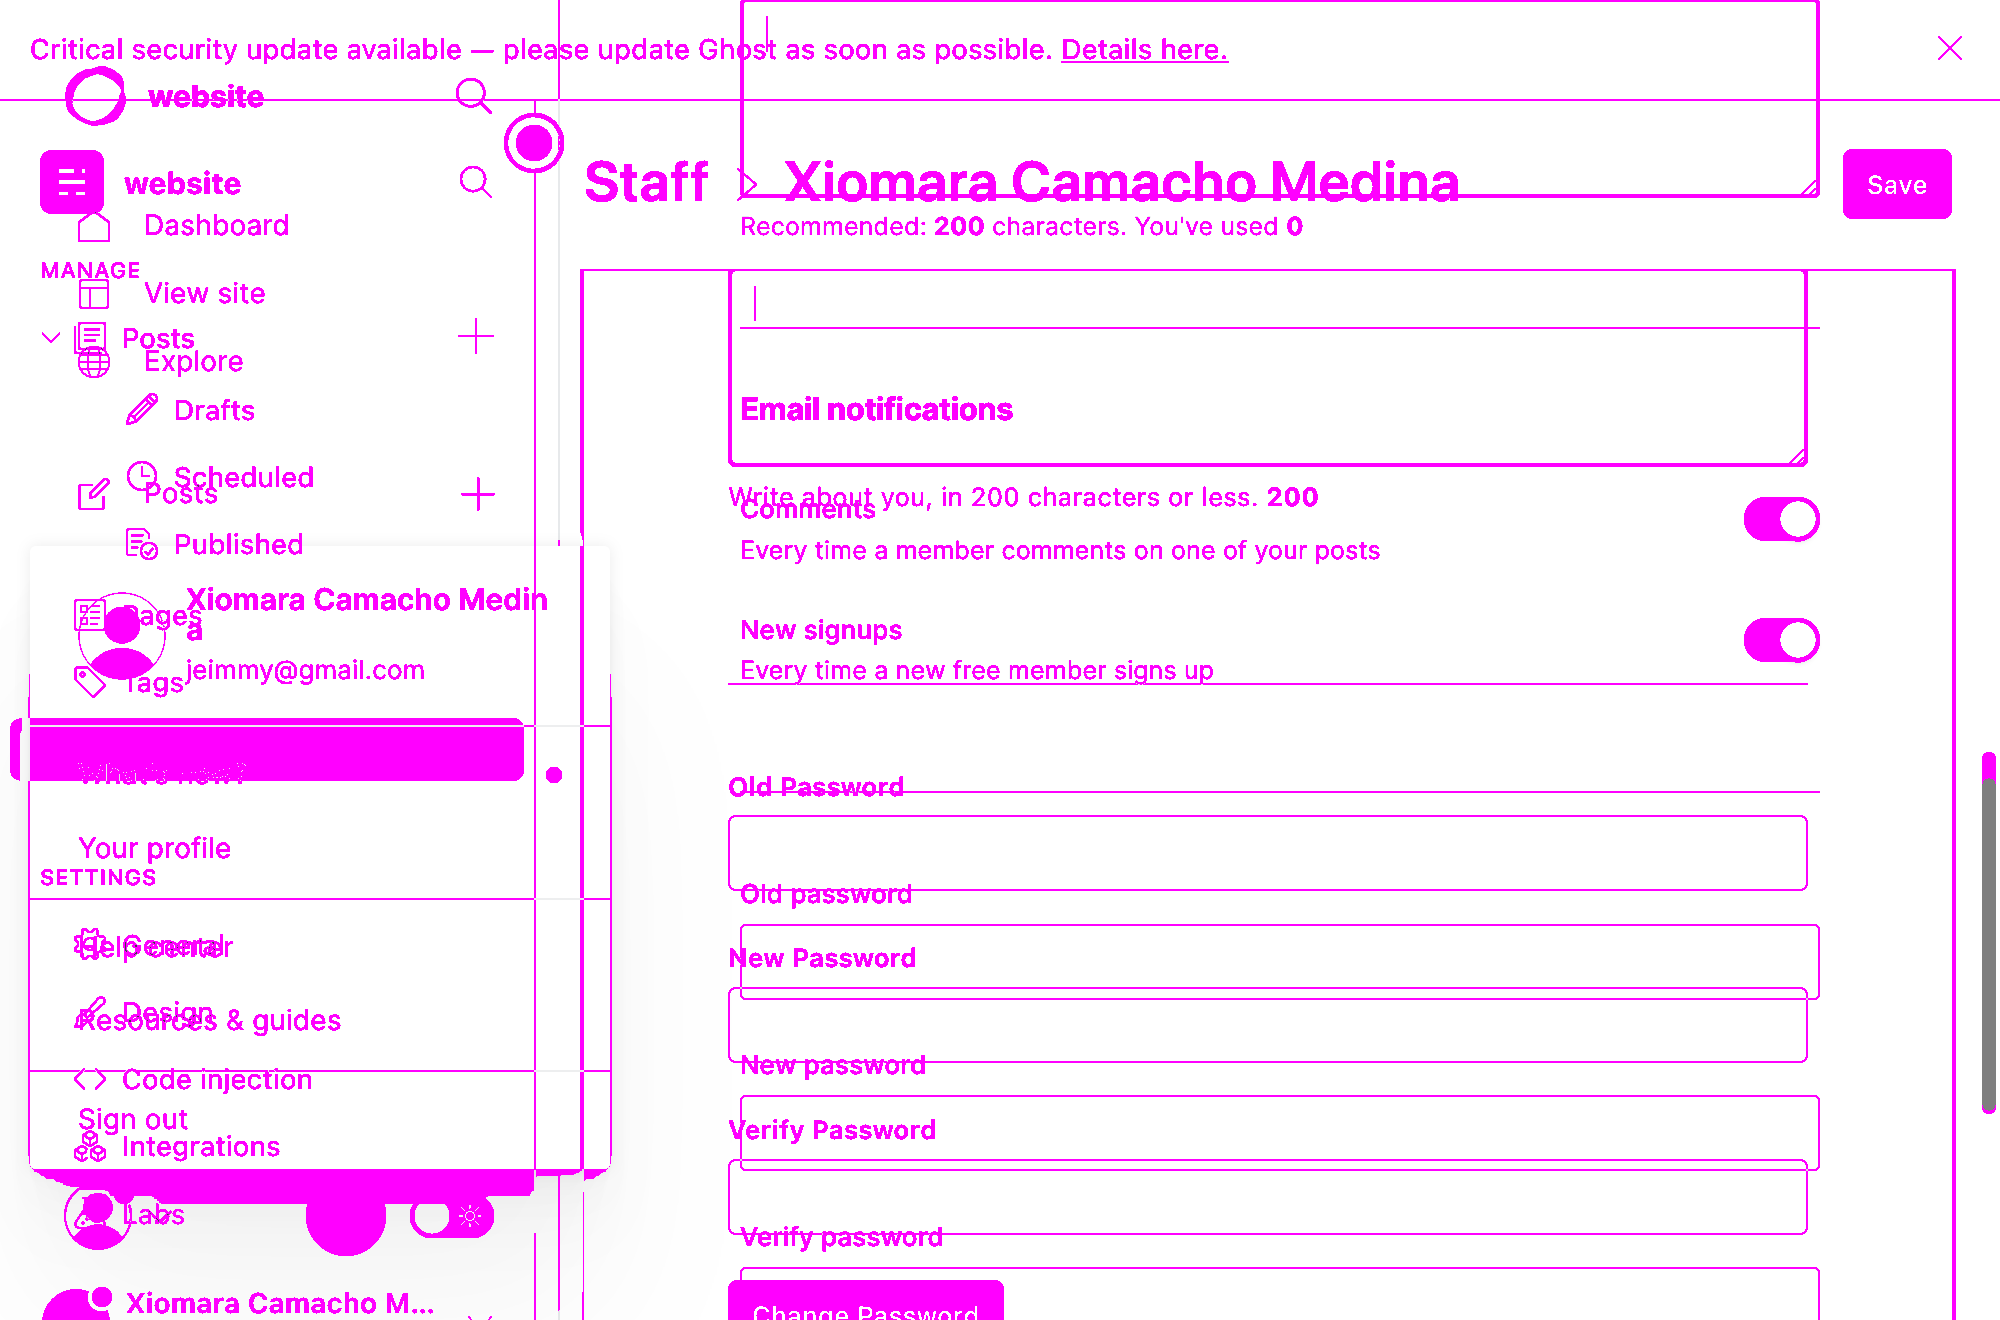 Critical security update available — please update Ghost as soon as possible. Details here.
website
website
Staff
Xiomara Camacho Medina
Save
Dashboard
Recommended: 200 characters. You've used 0
MANAGE
View site
Posts
Explore
Drafts
Email notifications
Scheduled
Posts
Write about you, in 200 characters or less. 200
Comments
Published
Every time a member comments on one of your posts
Xiomara Camacho Medin
a
Pages
New signups
jeimmy@gmail.com
Every time a new free member signs up
Tags
What's new?
Old Password
Your profile
SETTINGS
Old password
General
Help center
New Password
Design
Resources & guides
New password
Code injection
Sign out
Verify Password
Integrations
Labs
Verify password
Xiomara Camacho M...
Change Password